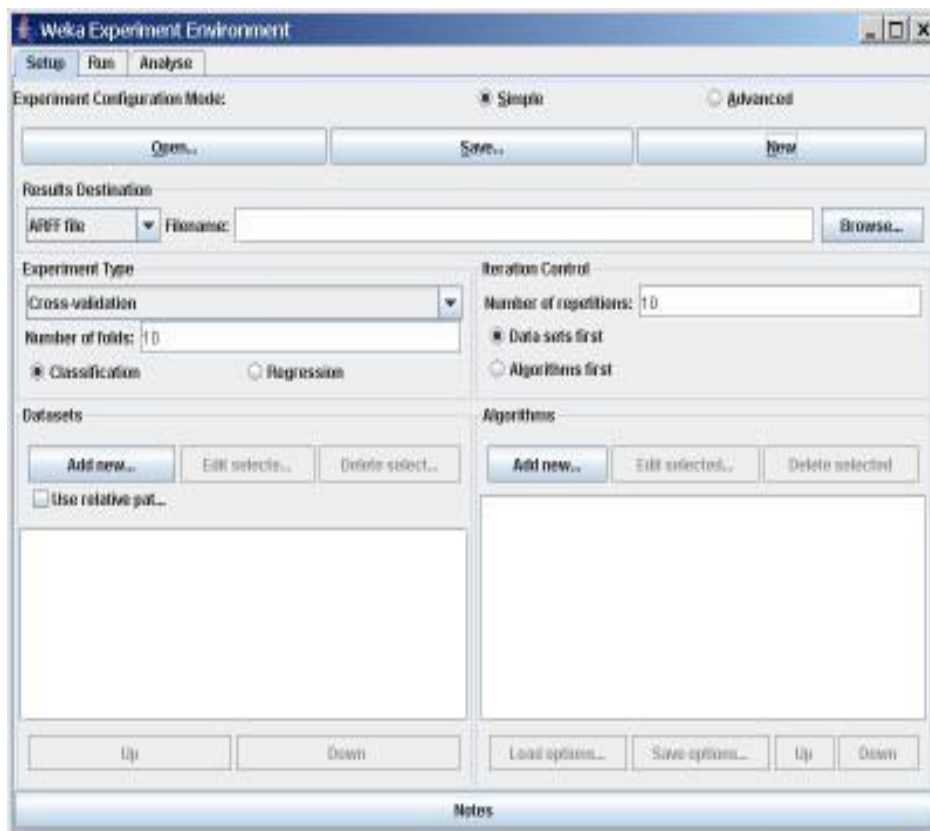 Weka Experiment Environment
Setup Run Analyse
Experiment Configuration Mode: Simple Advanced
Open... Save... New
Results Destination
ARFF file Filename: Browse...
Experiment Type
Iteration Control
Cross-validation
Number of repetitions: 10
Number of folds: 10
Data sets first
Classification Regression
Algorithms first
Datasets
Algorithms
Add new... Edit selecte... Delete select...
Add new... Edit selected... Delete selected
Use relative pat...
Up Down
Load options... Save options... Up Down
Notes